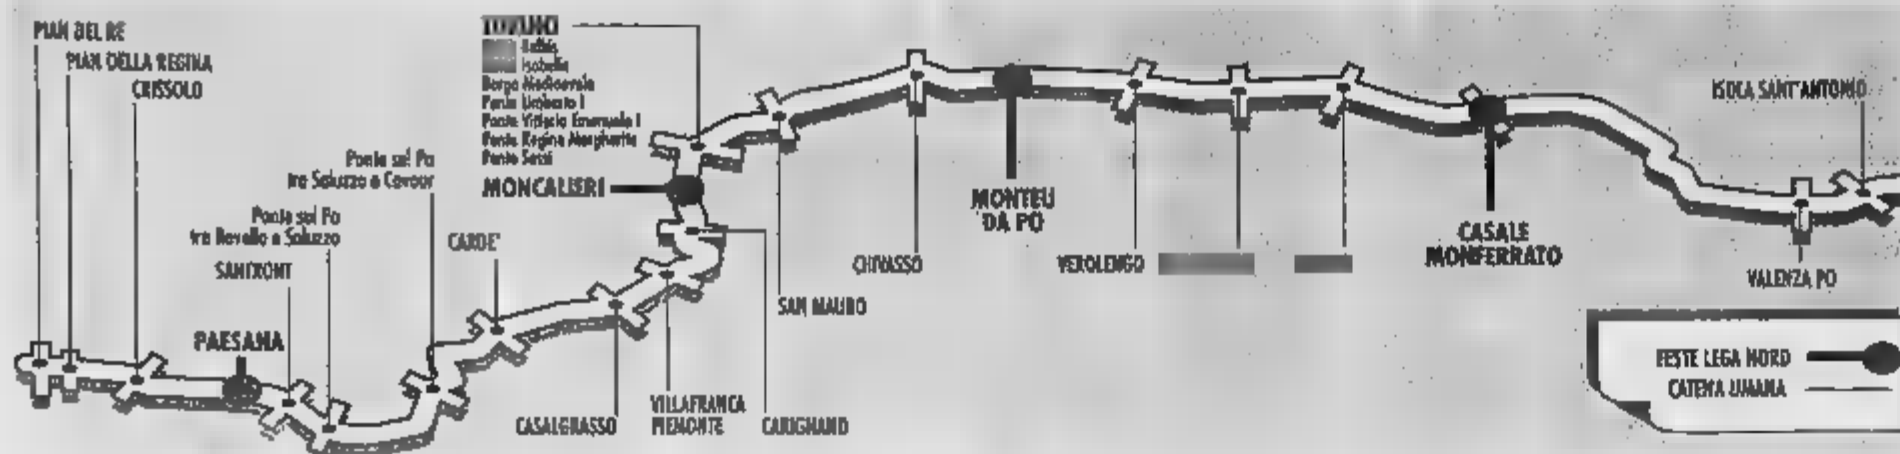 PIAN DEL RE
PIAN DELLA REGINA
CRISSOLO
PAESANA
SANFRONT
Ponte sul Po
tra Revello e Saluzzo
Ponte sul Po
tra Saluzzo e Cavour
CARDE'
CASALGRASSO
VILLAFRANCA
PIEMONTE
CARIGNANO
MONCALIERI
TORINO
Isabella
Borgo Medioevale
Ponte Umberto I
Ponte Vittorio Emanuele I
Ponte Regina Margherita
Ponte Sassi
SAN MAURO
CHIVASSO
MONTEU
DA PO
VEROLENGO
CASALE
MONFERRATO
VALENZA PO
ISOLA SANT'ANTONIO
FESTE LEGA NORD
CATENA UMANA